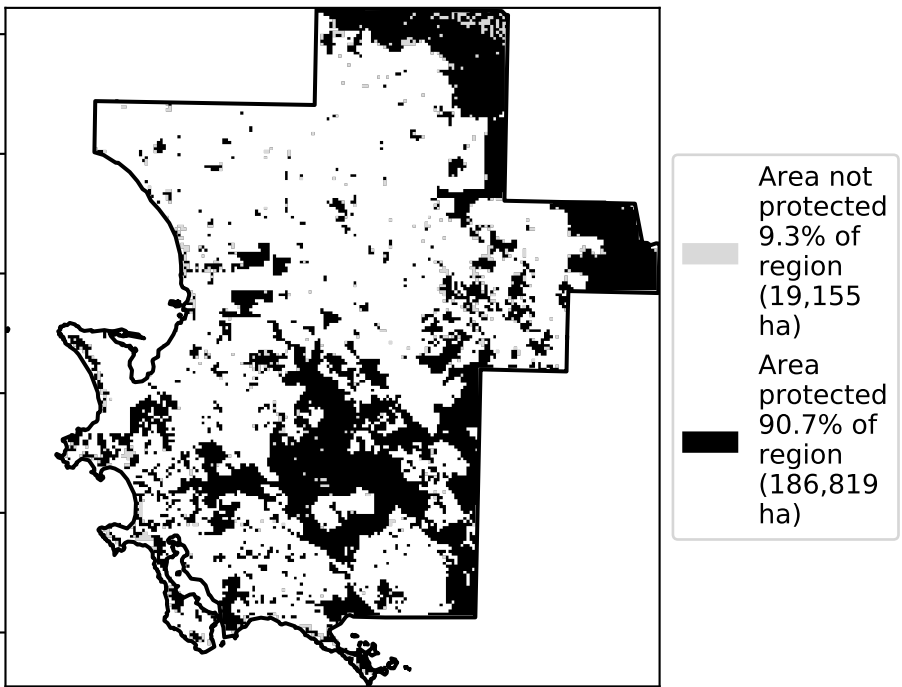 Area not
protected
9.3% of
region
(19,155
ha)
Area
protected
90.7% of
region
(186,819
ha)